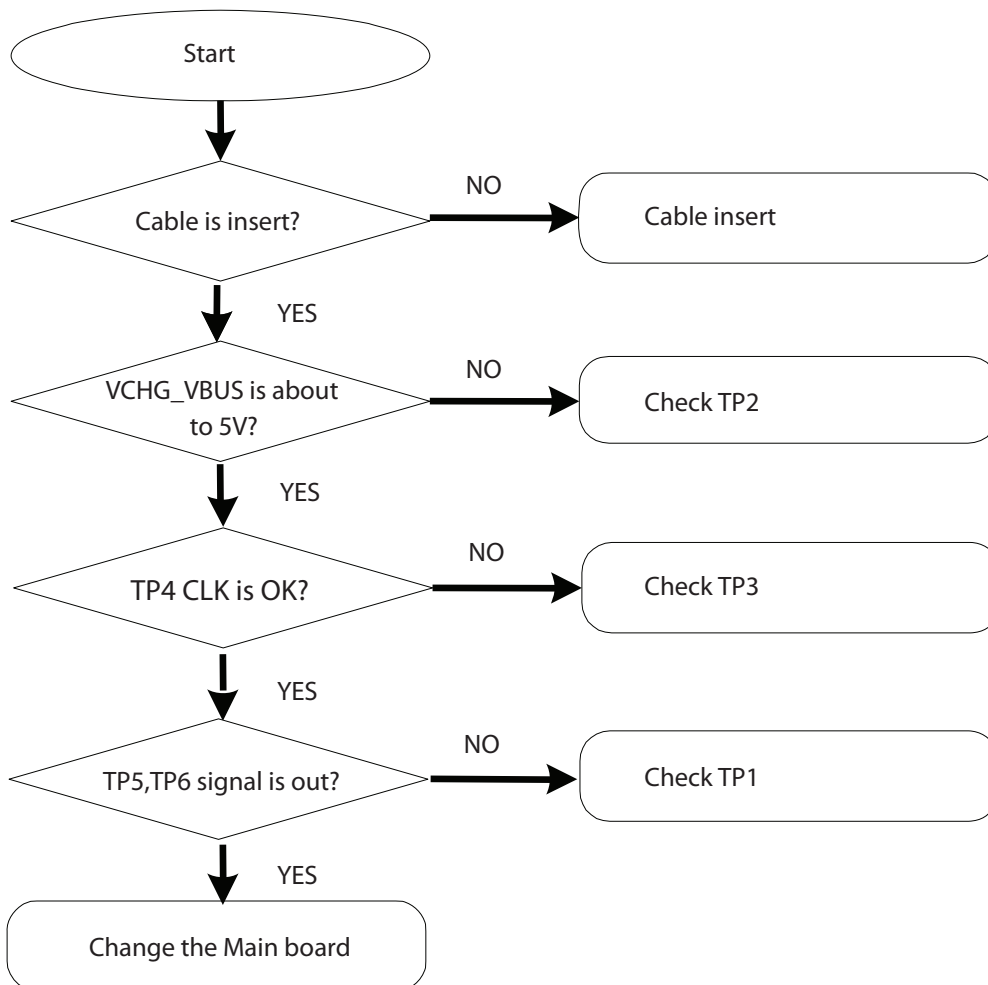 Start
Cable is insert?
NO
Cable insert
YES
VCHG_VBUS is about
to 5V?
NO
Check TP2
YES
TP4 CLK is OK?
NO
Check TP3
YES
TP5,TP6 signal is out?
NO
Check TP1
YES
Change the Main board